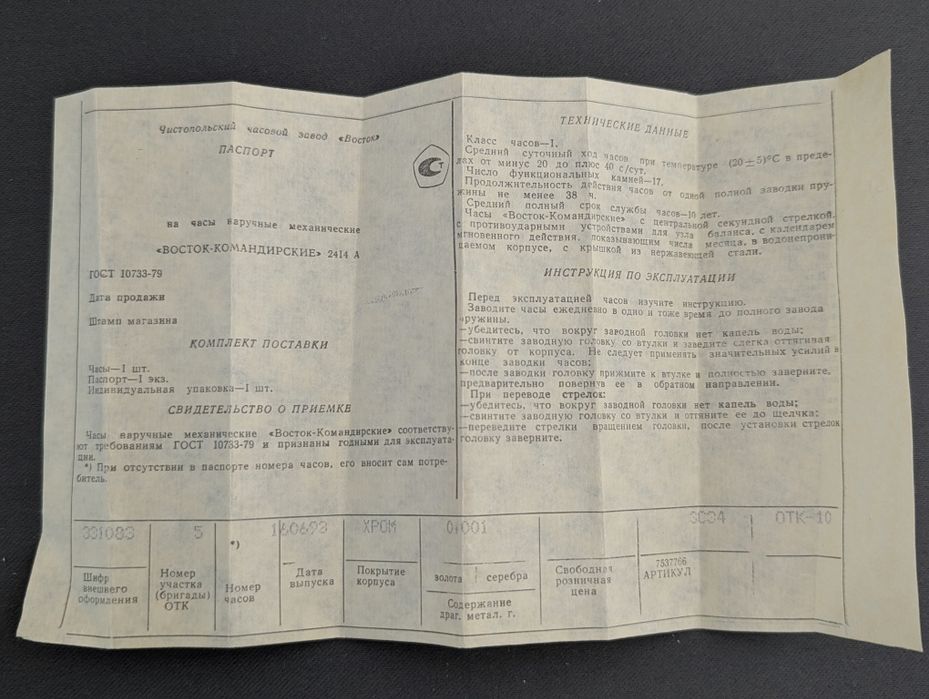 Чистопольский часовой завод «Восток»
ПАСПОРТ
на часы наручные механические
«ВОСТОК-КОМАНДИРСКИЕ» 2414 А
ГОСТ 10733-79
Дата продажи
Штамп магазина
КОМПЛЕКТ ПОСТАВКИ
Часы—1 шт.
Паспорт—1 экз.
Индивидуальная упаковка—1 шт.
СВИДЕТЕЛЬСТВО О ПРИЕМКЕ
Часы наручные механические «Восток-Командирские» соответству-
ют требованиям ГОСТ 10733-79 и признаны годными для эксплуата-
ции.
*) При отсутствии в паспорте номера часов, его вносит сам потре-
битель.
ТЕХНИЧЕСКИЕ ДАННЫЕ
Класс часов—1.
Средний суточный ход часов при температуре (20±5)°С в преде-
лах от минус 20 до плюс 40 с/сут.
Число функциональных камней—17.
Продолжительность действия часов от одной полной заводки пру-
жины не менее 38 ч.
Средний полный срок службы часов—10 лет.
Часы «Восток-Командирские» с центральной секундной стрелкой,
с противоударными устройствами для узла баланса, с календарем
мгновенного действия, показывающим числа месяца, в водонепрони-
цаемом корпусе, с крышкой из нержавеющей стали.
ИНСТРУКЦИЯ ПО ЭКСПЛУАТАЦИИ
Перед эксплуатацией часов изучите инструкцию.
Заводите часы ежедневно в одно и тоже время до полного завода
пружины.
—убедитесь, что вокруг заводной головки нет капель воды;
—свинтите заводную головку со втулки и заведите слегка оттягивая
головку от корпуса. Не следует применять значительных усилий в
конце заводки часов;
—после заводки головку прижмите к втулке и полностью заверните,
предварительно повернув ее в обратном направлении.
При переводе стрелок:
—убедитесь, что вокруг заводной головки нет капель воды;
—свинтите заводную головку со втулки и оттяните ее до щелчка;
—переведите стрелки вращением головки, после установки стрелок
головку заверните.
331083 5 160693 ХРОМ 0,001 3034 ОТК-10
*)
Шифр внешнего оформления
Номер участка (бригады) ОТК
Номер часов
Дата выпуска
Покрытие корпуса
золота серебра
Содержание драг. метал. г.
Свободная розничная цена
7537766
АРТИКУЛ